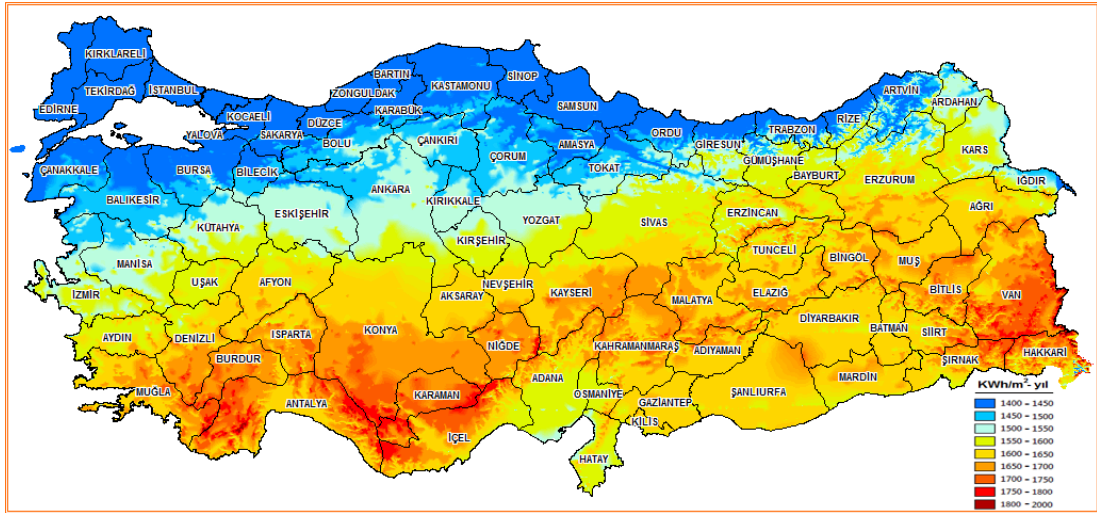 KIRKLARELİ
EDİRNE
TEKİRDAĞ
İSTANBUL
KOCAELİ
YALOVA
SAKARYA
DÜZCE
ZONGULDAK
BARTIN
KARABÜK
KASTAMONU
SİNOP
BOLU
ÇANKIRI
SAMSUN
ÇORUM
AMASYA
TOKAT
ORDU
GİRESUN
TRABZON
RİZE
ARTVİN
ARDAHAN
KARS
GÜMÜŞHANE
BAYBURT
ERZURUM
IĞDIR
AĞRI
ÇANAKKALE
BALIKESİR
BURSA
BİLECİK
KÜTAHYA
ESKİŞEHİR
ANKARA
KIRIKKALE
YOZGAT
KIRŞEHİR
SİVAS
ERZİNCAN
TUNCELİ
BİNGÖL
MUŞ
BİTLİS
VAN
MANİSA
İZMİR
UŞAK
AFYON
AKSARAY
NEVŞEHİR
KAYSERİ
MALATYA
ELAZIĞ
DİYARBAKIR
BATMAN
SİİRT
ŞIRNAK
HAKKARİ
AYDIN
DENİZLİ
ISPARTA
BURDUR
KONYA
NİĞDE
KAHRAMANMARAŞ
ADIYAMAN
MARDİN
ŞANLIURFA
MUĞLA
ANTALYA
KARAMAN
İÇEL
ADANA
OSMANİYE
GAZİANTEP
KİLİS
HATAY
KWh/m²- yıl
1400 - 1450
1450 - 1500
1500 - 1550
1550 - 1600
1600 - 1650
1650 - 1700
1700 - 1750
1750 - 1800
1800 - 2000